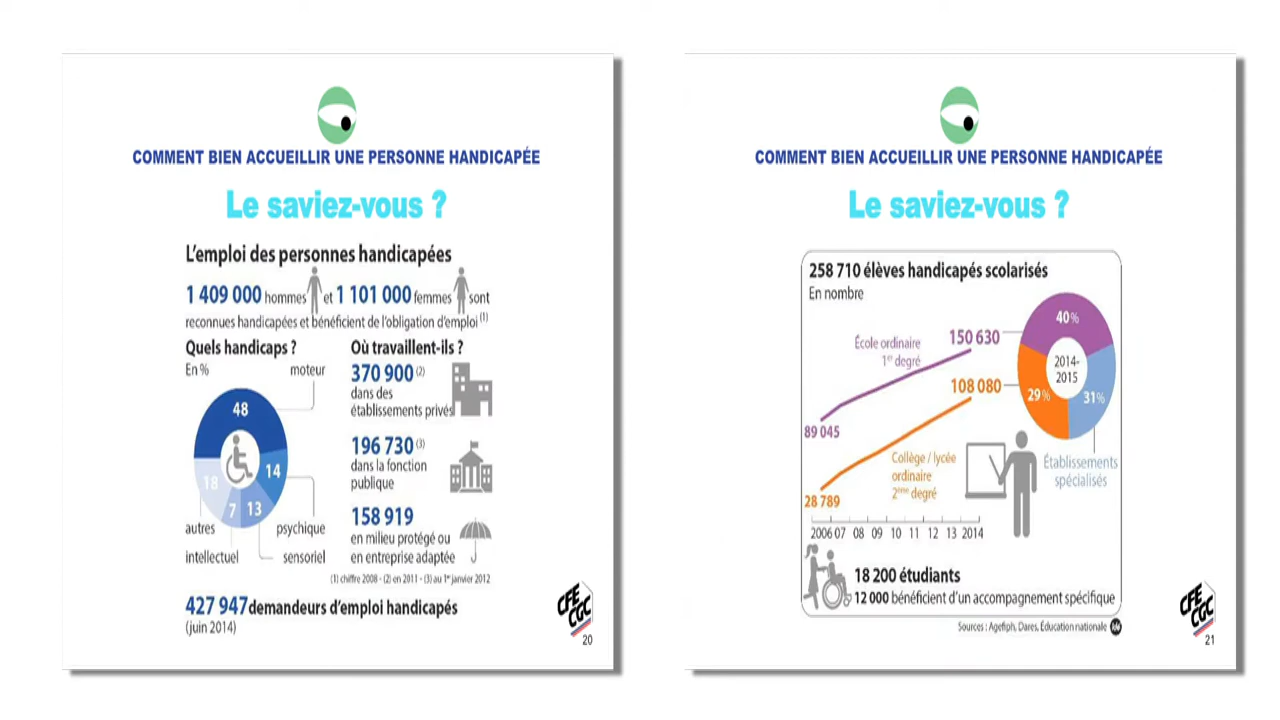 COMMENT BIEN ACCUEILLIR UNE PERSONNE HANDICAPÉE
Le saviez-vous ?
L'emploi des personnes handicapées
1 409 000 hommes et 1 101 000 femmes sont
reconnues handicapées et bénéficient de l'obligation d'emploi (1)
Quels handicaps ?
En %
moteur
48
14
13
7
18
autres
psychique
intellectuel
sensoriel
Où travaillent-ils ?
370 900 (2)
dans des
établissements privés
196 730 (3)
dans la fonction
publique
158 919
en milieu protégé ou
en entreprise adaptée
(1) chiffre 2008 - (2) en 2011 - (3) au 1er janvier 2012
427 947 demandeurs d'emploi handicapés
(juin 2014)
CFE
CGC
20
COMMENT BIEN ACCUEILLIR UNE PERSONNE HANDICAPÉE
Le saviez-vous ?
258 710 élèves handicapés scolarisés
En nombre
École ordinaire
1er degré
150 630
89 045
108 080
Collège / lycée
ordinaire
2ème degré
28 789
2006 07 08 09 10 11 12 13 2014
40%
2014-
2015
29%
31%
Établissements
spécialisés
18 200 étudiants
12 000 bénéficient d'un accompagnement spécifique
Sources : Agefiph, Dares, Éducation nationale
CFE
CGC
21